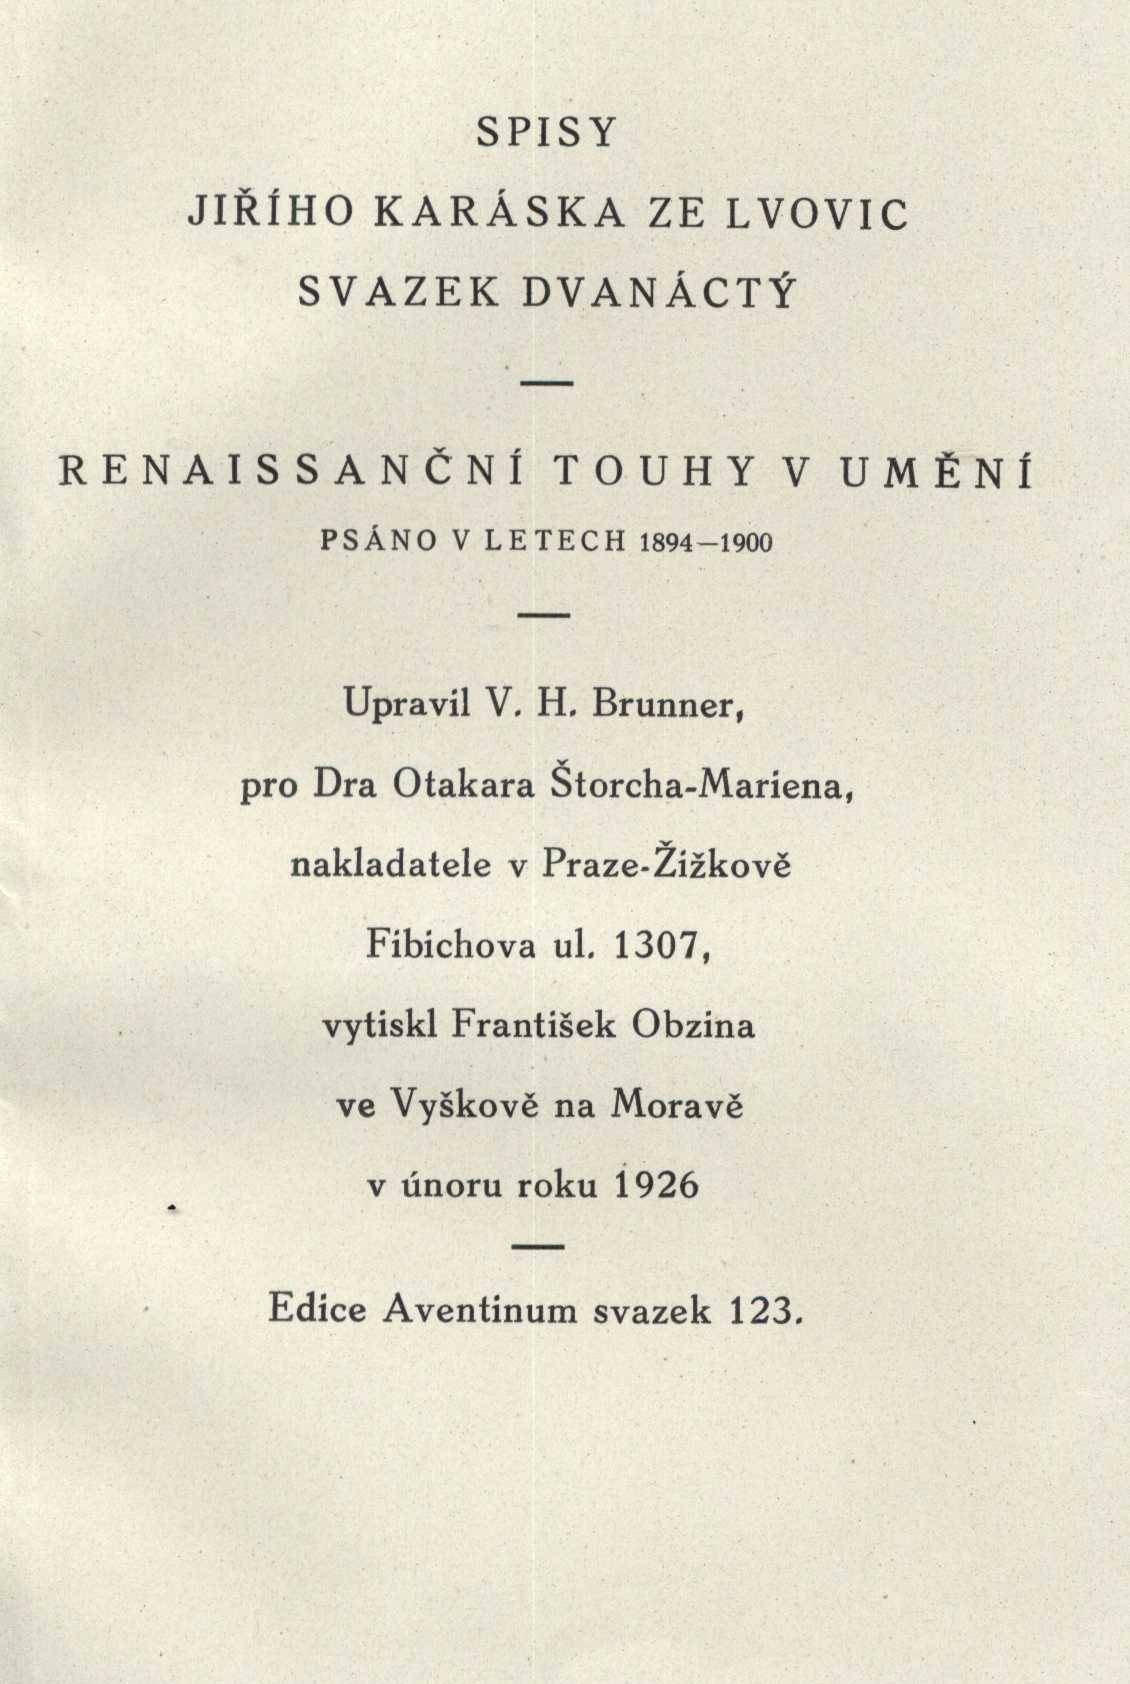 SPISY
JIŘÍHO KARÁSKA ZE LVOVIC
SVAZEK DVANÁCTÝ
RENAISSANČNÍ TOUHY V UMĚNÍ
PSÁNO V LETECH 1894—1900
Upravil V. H. Brunner,
pro Dra Otakara Štorcha-Mariena,
nakladatele v Praze-Žižkově
Fibichova ul. 1307,
vytiskl František Obzina
ve Vyškově na Moravě
v únoru roku 1926
Edice Aventinum svazek 123.